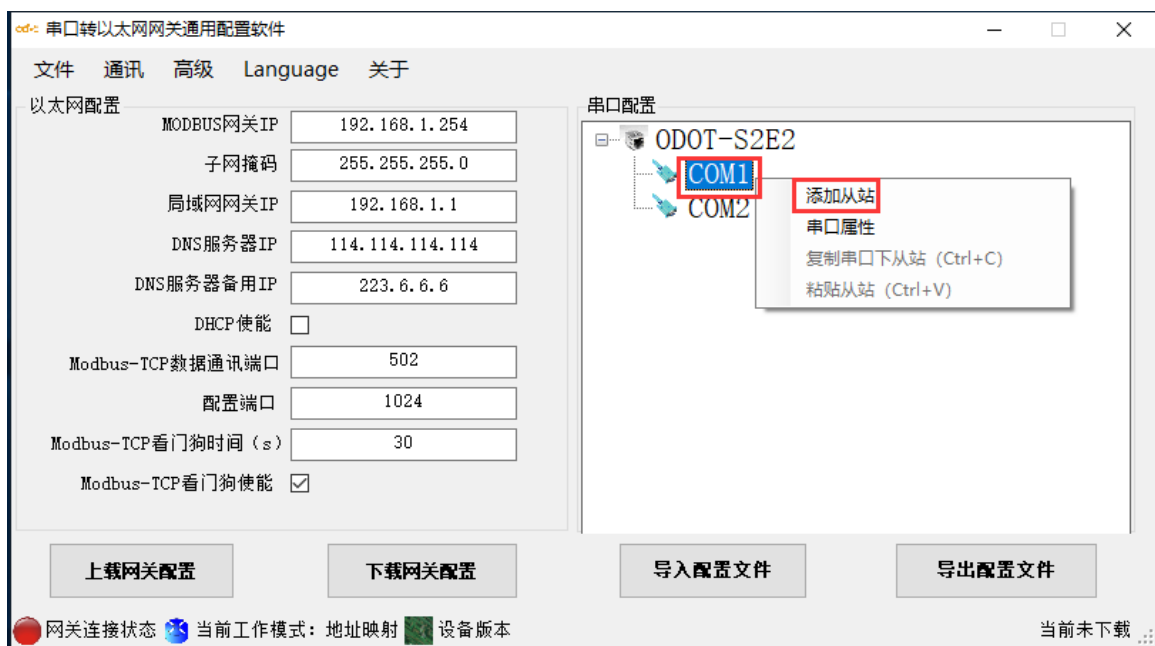 串口转以太网网关通用配置软件
文件 通讯 高级 Language 关于
以太网配置
MODBUS网关IP 192.168.1.254
子网掩码 255.255.255.0
局域网网关IP 192.168.1.1
DNS服务器IP 114.114.114.114
DNS服务器备用IP 223.6.6.6
DHCP使能
Modbus-TCP数据通讯端口 502
配置端口 1024
Modbus-TCP看门狗时间(s) 30
Modbus-TCP看门狗使能
串口配置
ODOT-S2E2
COM1
COM2
添加从站
串口属性
复制串口下从站 (Ctrl+C)
粘贴从站 (Ctrl+V)
上载网关配置 下载网关配置 导入配置文件 导出配置文件
网关连接状态 当前工作模式：地址映射 设备版本 当前未下载